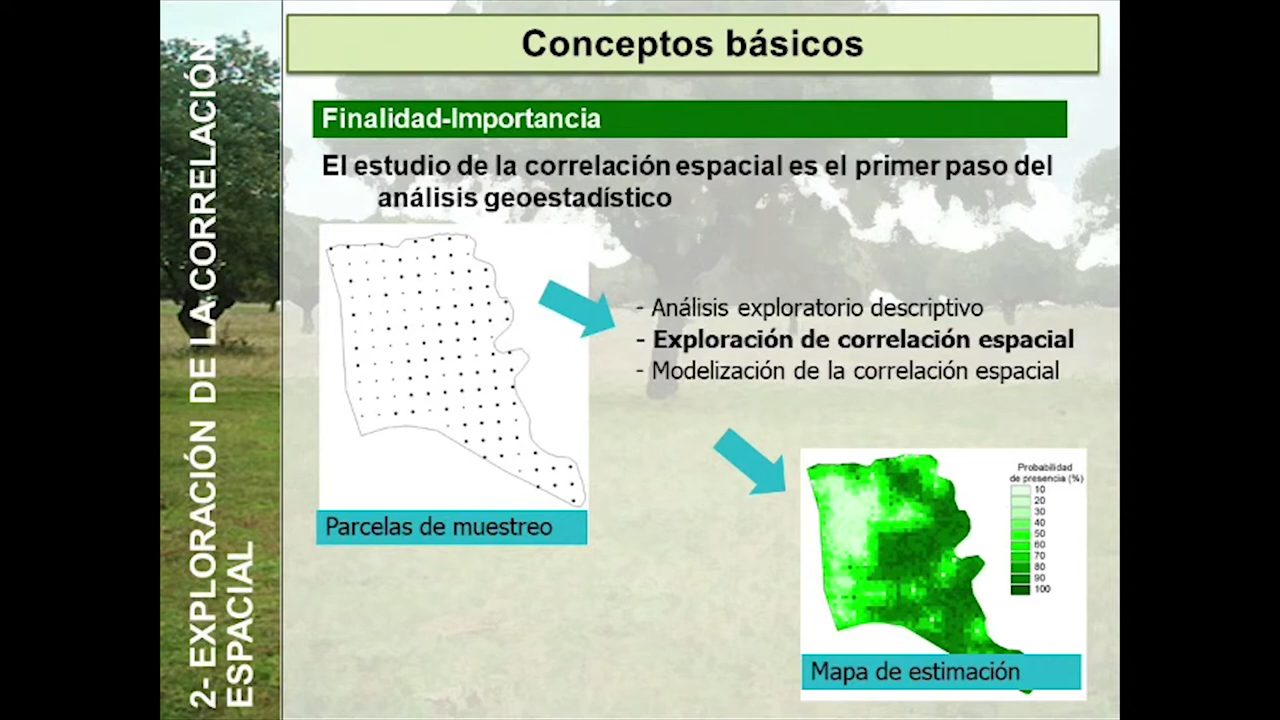 2- EXPLORACIÓN DE LA CORRELACIÓN
ESPACIAL
Conceptos básicos
Finalidad-Importancia
El estudio de la correlación espacial es el primer paso del
análisis geoestadístico
- Análisis exploratorio descriptivo
- Exploración de correlación espacial
- Modelización de la correlación espacial
Parcelas de muestreo
Probabilidad
de presencia (%)
10
20
30
40
50
60
70
80
90
100
Mapa de estimación